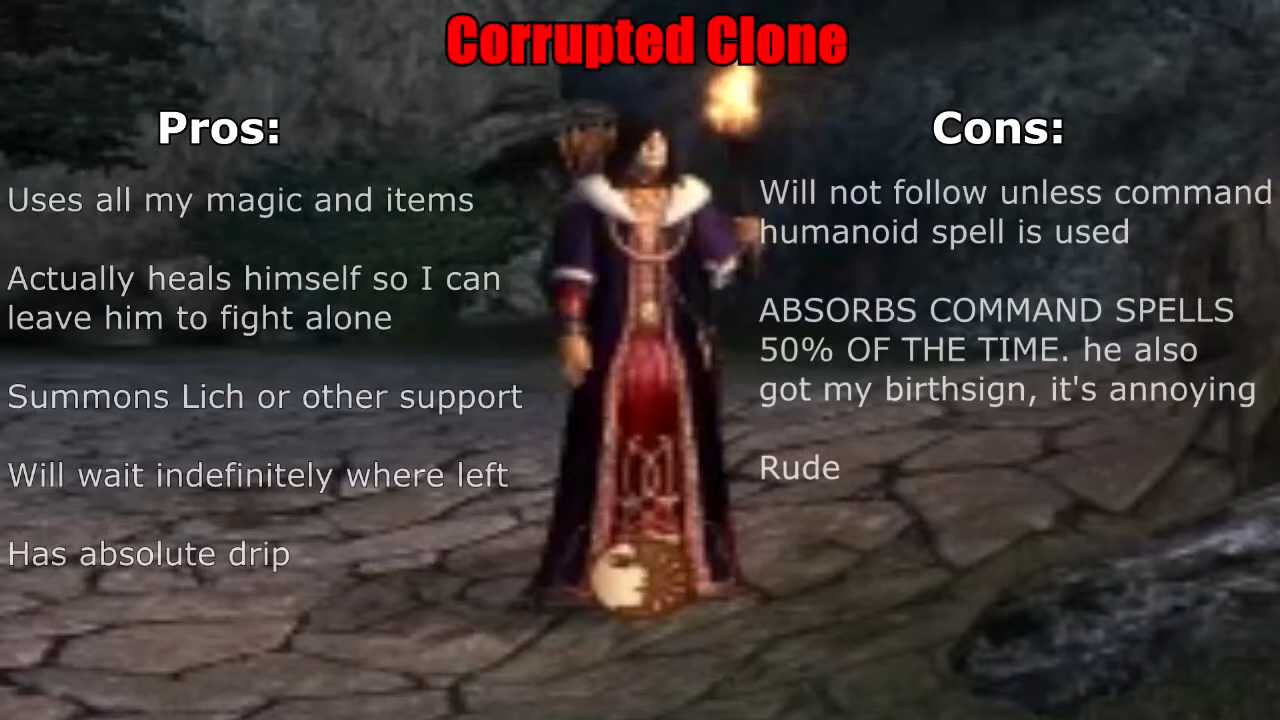 Corrupted Clone
Pros:
Uses all my magic and items
Actually heals himself so I can
leave him to fight alone
Summons Lich or other support
Will wait indefinitely where left
Has absolute drip
Cons:
Will not follow unless command
humanoid spell is used
ABSORBS COMMAND SPELLS
50% OF THE TIME. he also
got my birthsign, it's annoying
Rude